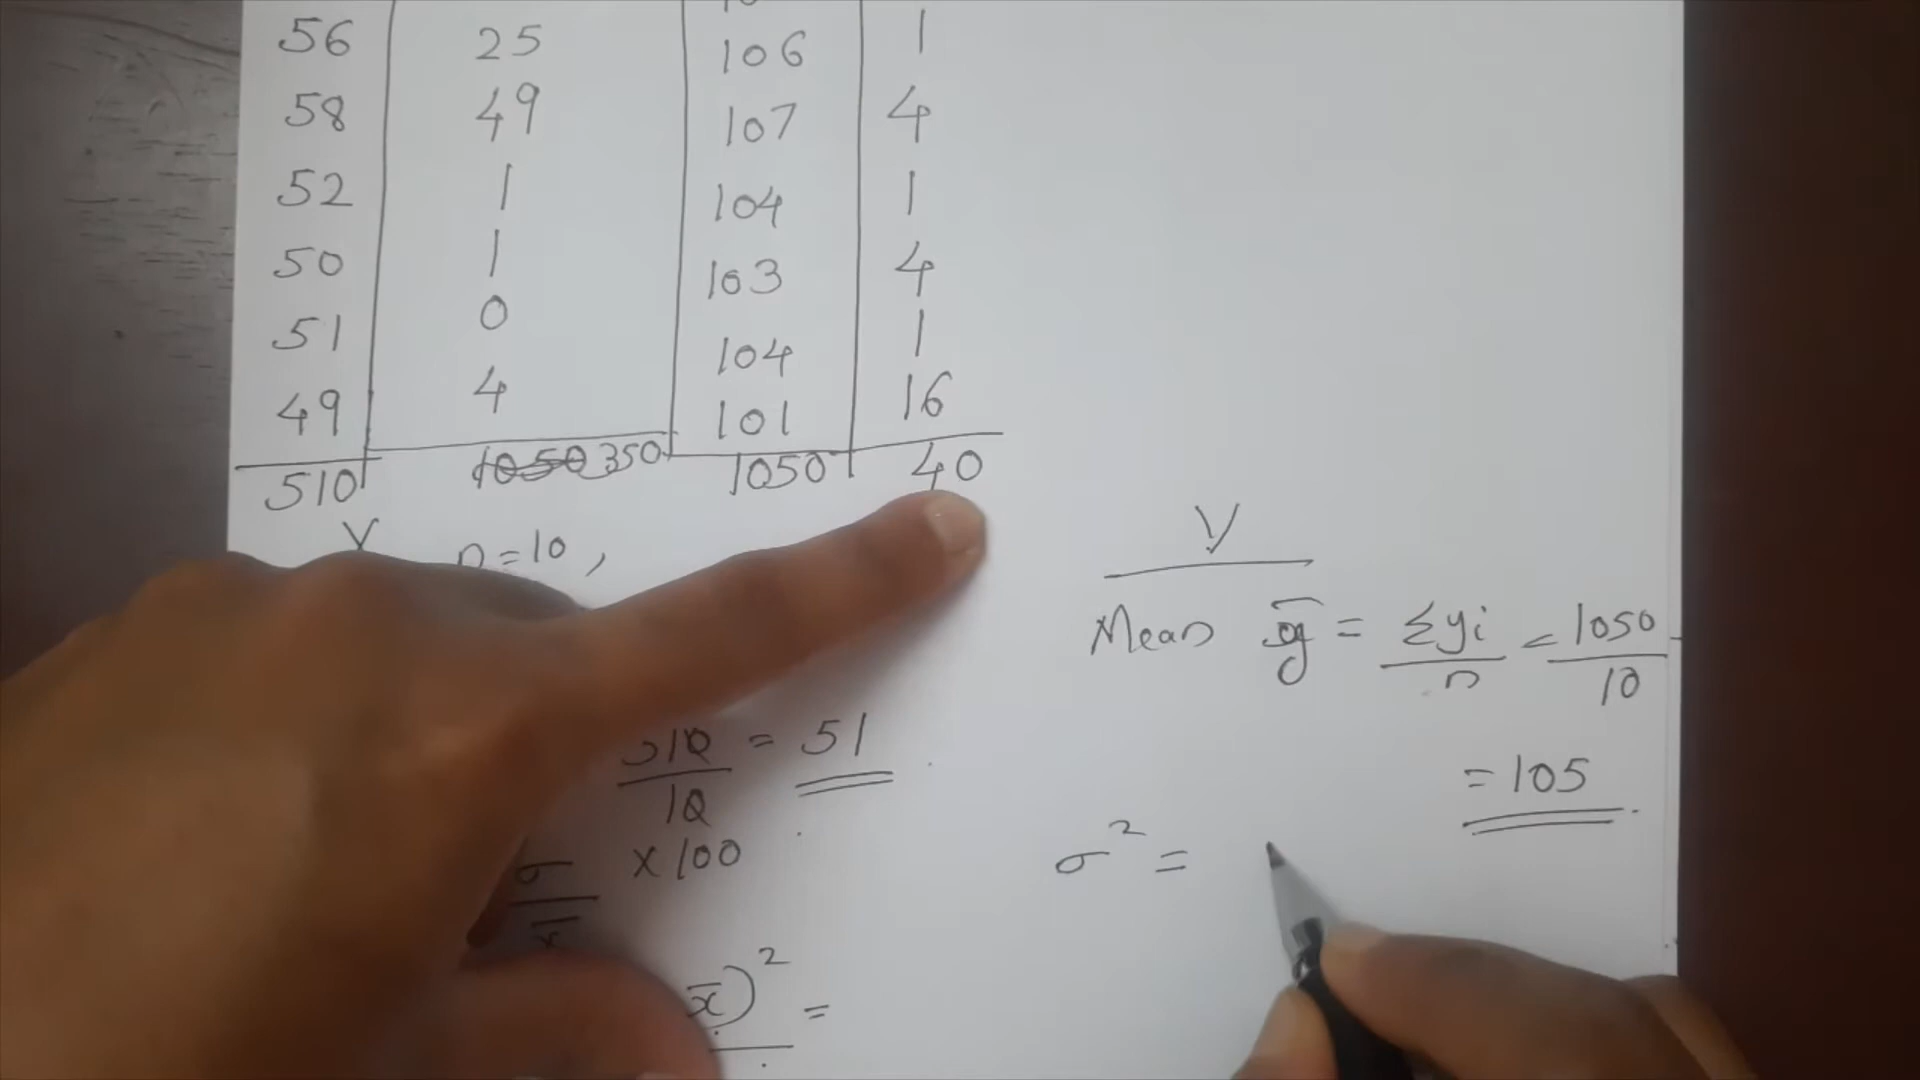 56 25 106 1
58 49 107 4
52 1 104 1
50 1 103 4
51 0 104 1
49 4 101 16
510 1050 350 1050 40
n = 10 ,
510/10 = 51
σ/x̄ × 100
x̄)² =
Y
Mean ȳ = Σyi/n = 1050/10
= 105
σ² =